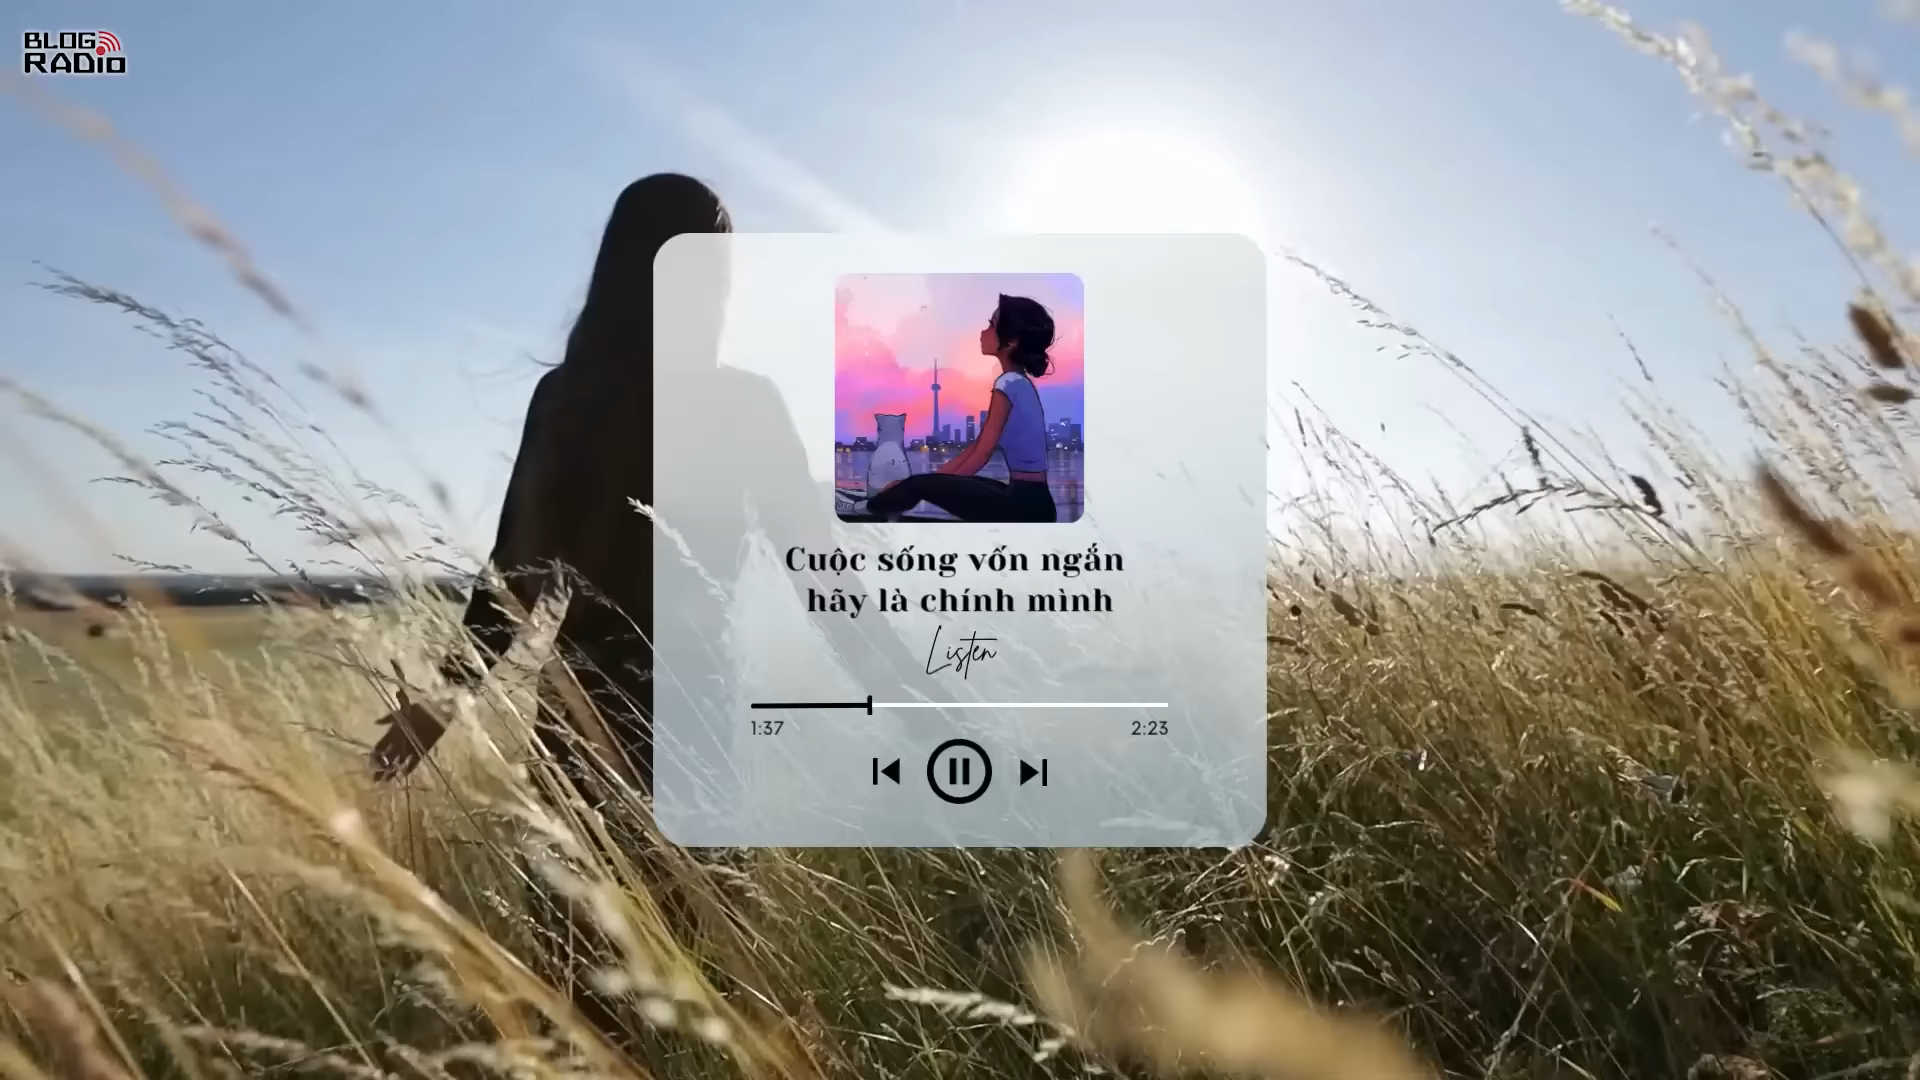 BLOG
RADio
Cuộc sống vốn ngắn
hãy là chính mình
Listen
1:37 2:23